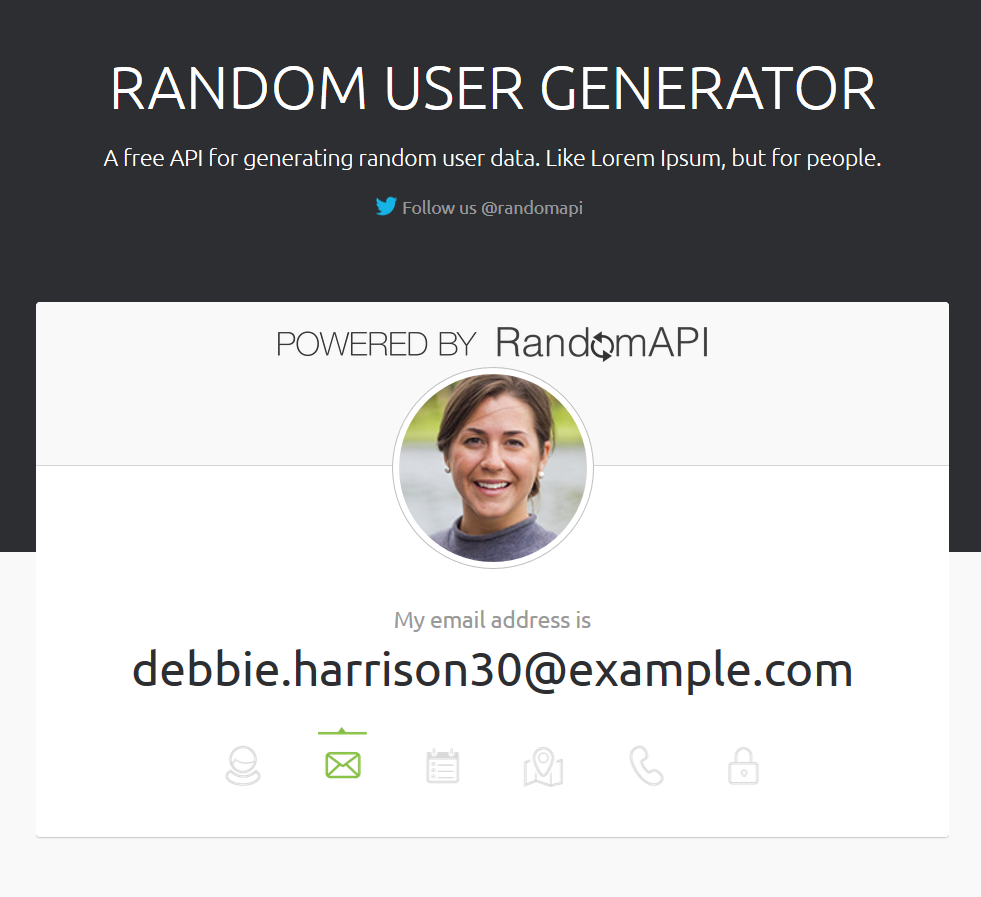 RANDOM USER GENERATOR
A free API for generating random user data. Like Lorem Ipsum, but for people.
Follow us @randomapi
POWERED BY RandomAPI
My email address is
debbie.harrison30@example.com